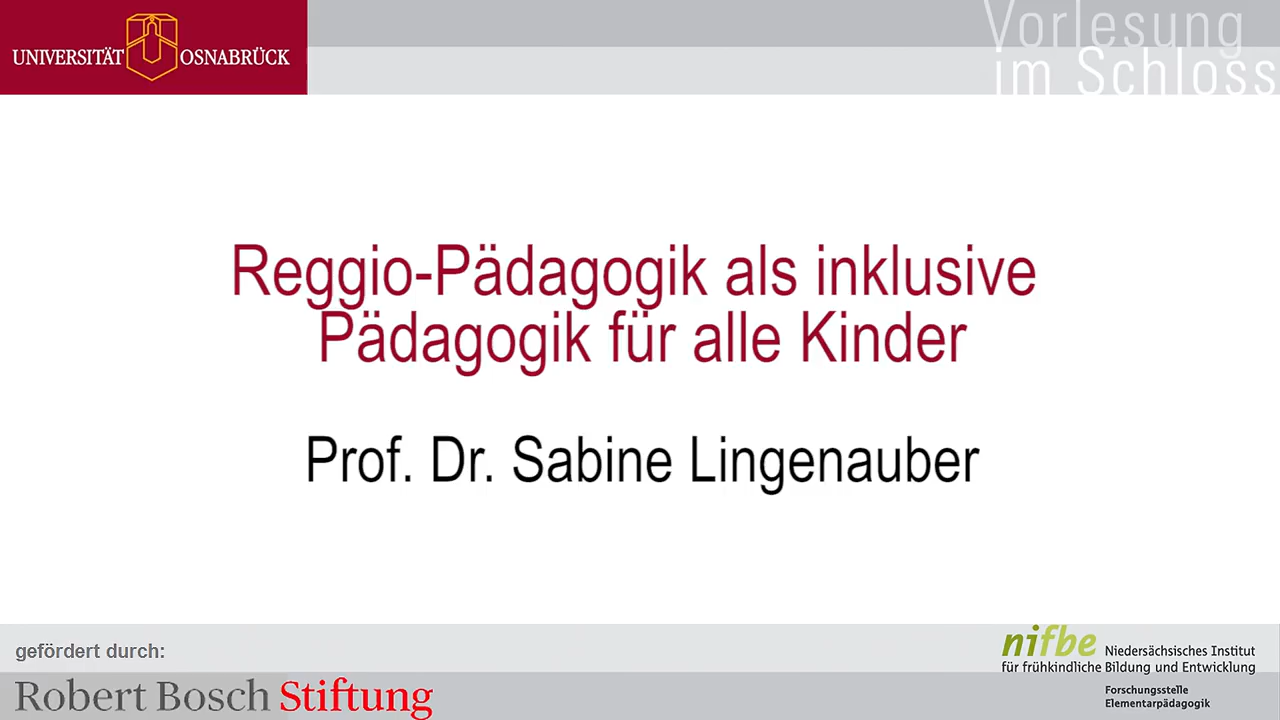 UNIVERSITÄT OSNABRÜCK
Vorlesung
im Schloss
Reggio-Pädagogik als inklusive
Pädagogik für alle Kinder
Prof. Dr. Sabine Lingenauber
gefördert durch:
Robert Bosch Stiftung
nifbe Niedersächsisches Institut
für frühkindliche Bildung und Entwicklung
Forschungsstelle
Elementarpädagogik